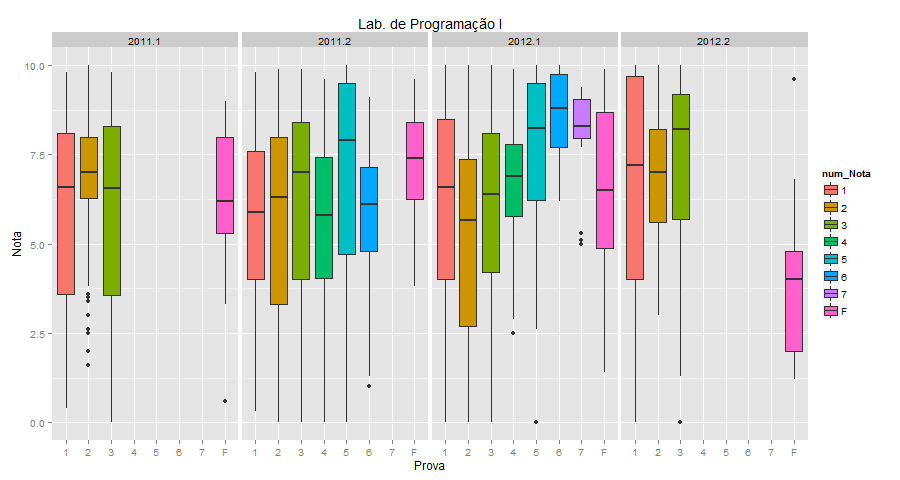 Lab. de Programação I
2011.1 2011.2 2012.1 2012.2
Nota
10.0
7.5
5.0
2.5
0.0
1 2 3 4 5 6 7 F 1 2 3 4 5 6 7 F 1 2 3 4 5 6 7 F 1 2 3 4 5 6 7 F
Prova
num_Nota
1
2
3
4
5
6
7
F